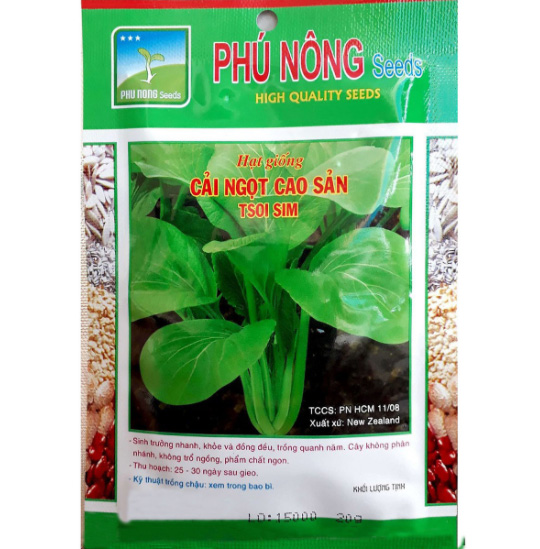 PHÚ NÔNG Seeds
PHU NONG Seeds
HIGH QUALITY SEEDS
Hạt giống
CẢI NGỌT CAO SẢN
TSOI SIM
TCCS: PN HCM 11/08
Xuất xứ: New Zealand
- Sinh trưởng nhanh, khỏe và đồng đều, trồng quanh năm. Cây không phân
nhánh, không trổ ngồng, phẩm chất ngon.
- Thu hoạch: 25 - 30 ngày sau gieo.
- Kỹ thuật trồng chậu: xem trong bao bì.
KHỐI LƯỢNG TỊNH
LO:15000 20g